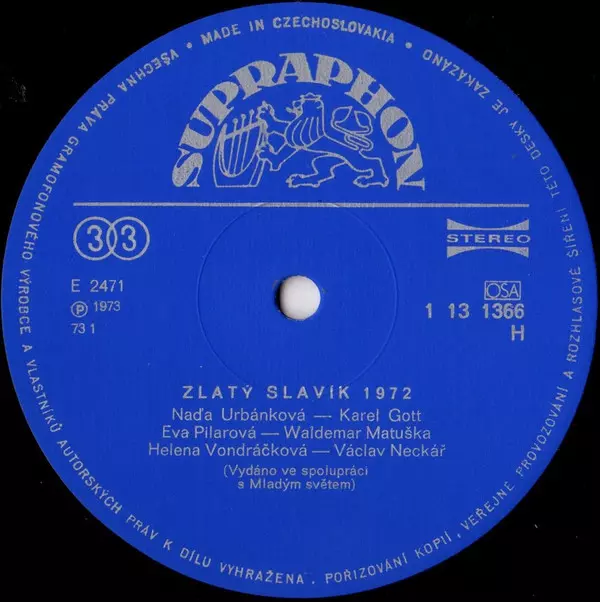 MADE IN CZECHOSLOVAKIA • VŠECHNA PRÁVA GRAMOFONOVÉHO VÝROBCE A VLASTNÍKŮ AUTORSKÝCH PRÁV K DÍLU VYHRAŽENA. POŘIZOVÁNÍ KOPIÍ, VEŘEJNÉ PROVOZOVÁNÍ A ROZHLASOVÉ ŠÍŘENÍ TÉTO DESKY JE ZAKÁZÁNO •
SUPRAPHON
33
STEREO
E 2471
OSA
℗ 1973
1 13 1366
73 1
H
ZLATÝ SLAVÍK 1972
Naďa Urbánková — Karel Gott
Eva Pilarová — Waldemar Matuška
Helena Vondráčková — Václav Neckář
(Vydáno ve spolupráci
s Mladým světem)